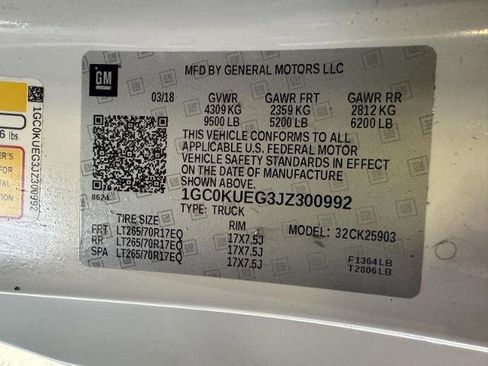 GM
MFD BY GENERAL MOTORS LLC
03/18 GVWR GAWR FRT GAWR RR
4309 KG 2359 KG 2812 KG
9500 LB 5200 LB 6200 LB
THIS VEHICLE CONFORMS TO ALL
APPLICABLE U.S. FEDERAL MOTOR
VEHICLE SAFETY STANDARDS IN EFFECT
ON THE DATE OF MANUFACTURE
SHOWN ABOVE.
8624
1GC0KUEG3JZ300992
TYPE: TRUCK
TIRE SIZE RIM MODEL: 32CK25903
FRT LT265/70R17EQ 17X7.5J
RR LT265/70R17EQ 17X7.5J
SPA LT265/70R17EQ 17X7.5J
F1364LB
T2806LB
1GC0KUEG3JZ300992
6 lbs